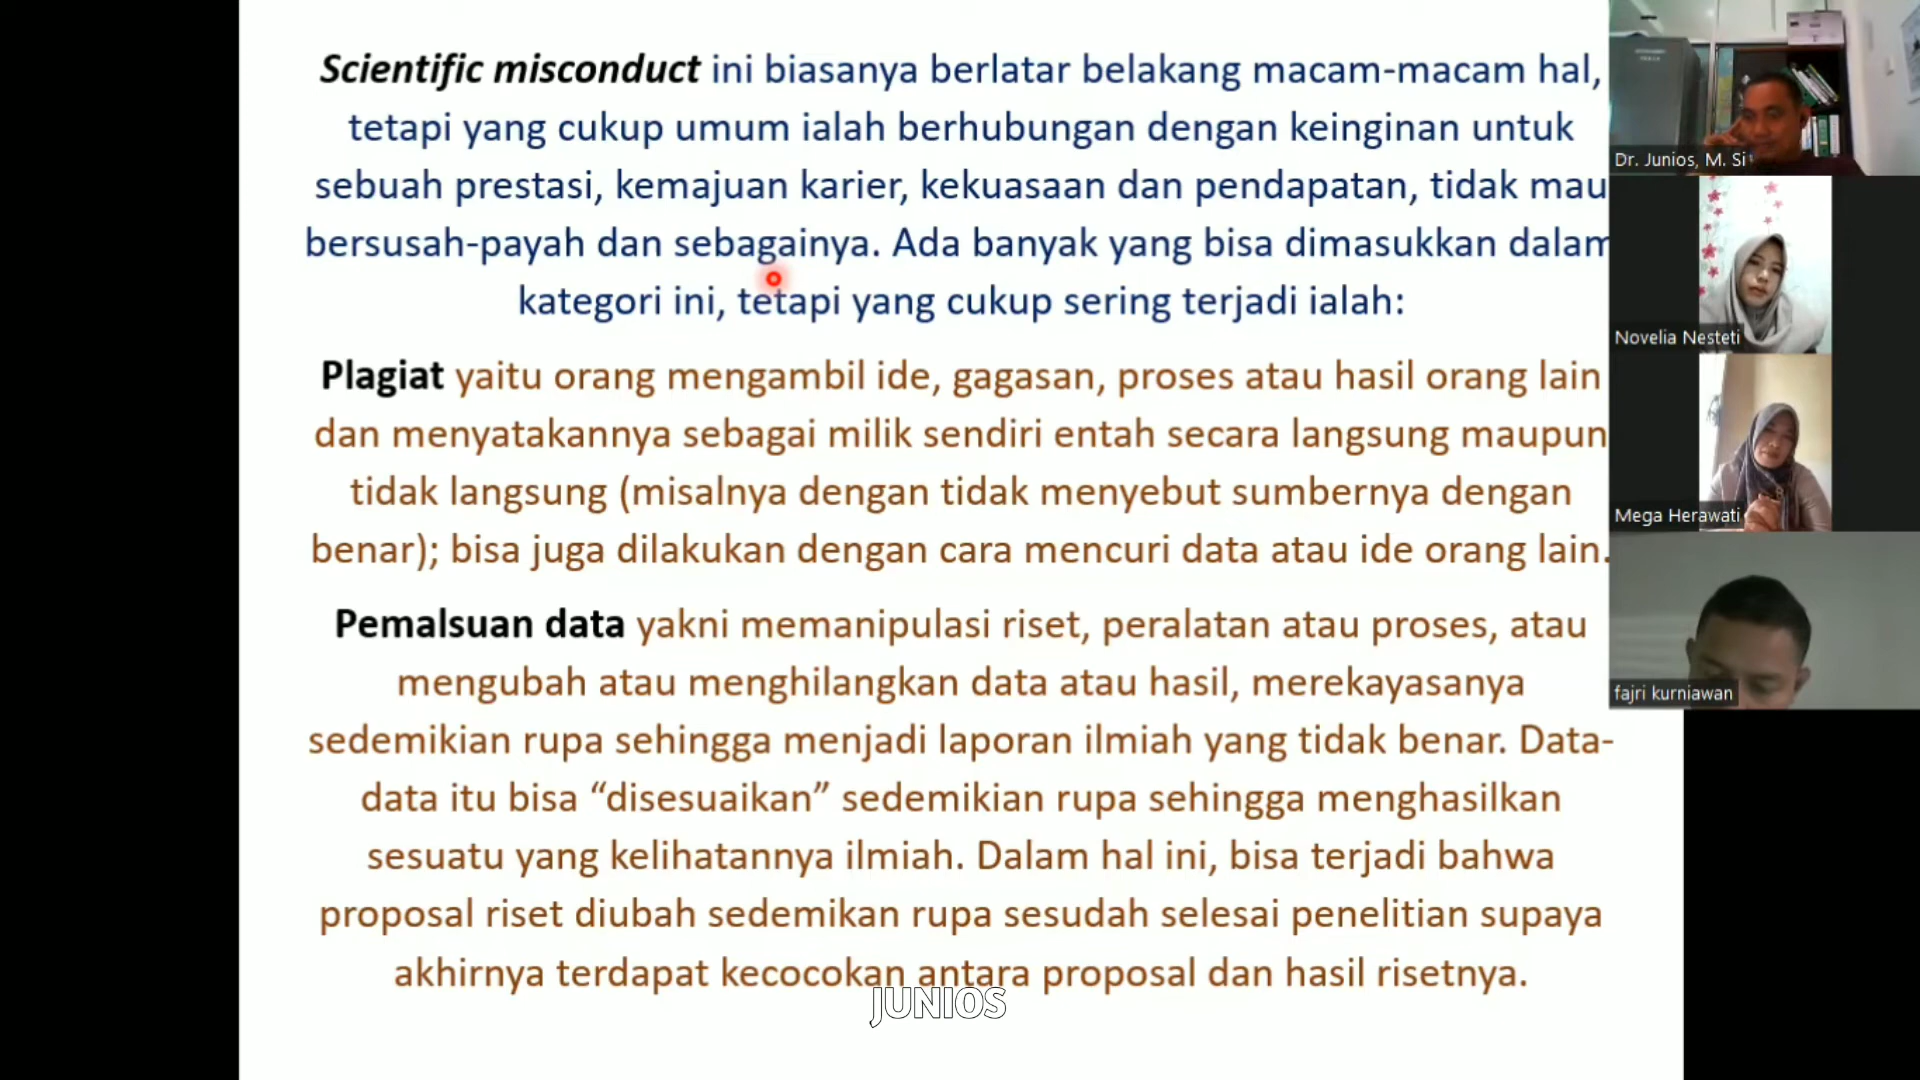 Scientific misconduct ini biasanya berlatar belakang macam-macam hal,
tetapi yang cukup umum ialah berhubungan dengan keinginan untuk
sebuah prestasi, kemajuan karier, kekuasaan dan pendapatan, tidak mau
bersusah-payah dan sebagainya. Ada banyak yang bisa dimasukkan dalam
kategori ini, tetapi yang cukup sering terjadi ialah:
Plagiat yaitu orang mengambil ide, gagasan, proses atau hasil orang lain
dan menyatakannya sebagai milik sendiri entah secara langsung maupun
tidak langsung (misalnya dengan tidak menyebut sumbernya dengan
benar); bisa juga dilakukan dengan cara mencuri data atau ide orang lain.
Pemalsuan data yakni memanipulasi riset, peralatan atau proses, atau
mengubah atau menghilangkan data atau hasil, merekayasanya
sedemikian rupa sehingga menjadi laporan ilmiah yang tidak benar. Data-
data itu bisa “disesuaikan” sedemikian rupa sehingga menghasilkan
sesuatu yang kelihatannya ilmiah. Dalam hal ini, bisa terjadi bahwa
proposal riset diubah sedemikan rupa sesudah selesai penelitian supaya
akhirnya terdapat kecocokan antara proposal dan hasil risetnya.
JUNIOS
Dr. Junios, M. Si
Novelia Nesteti
Mega Herawati
fajri kurniawan